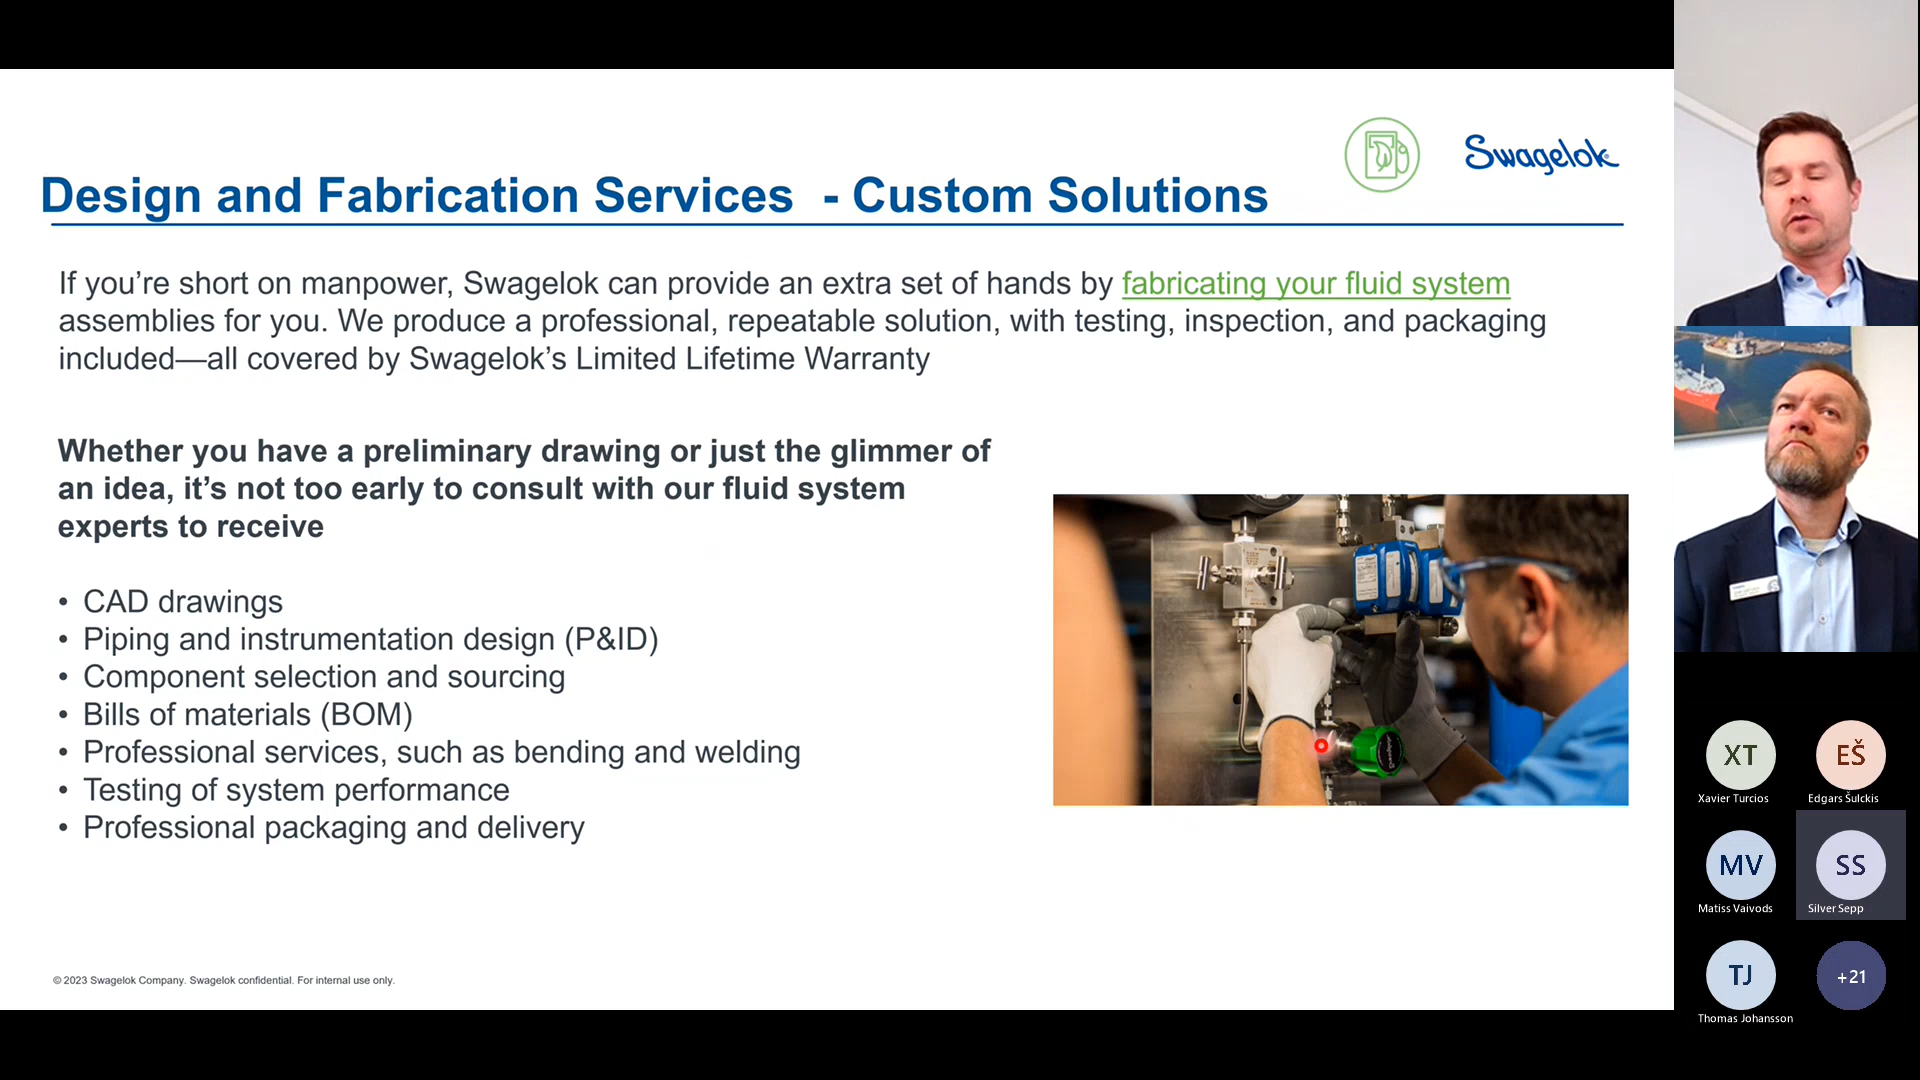 Swagelok
Design and Fabrication Services - Custom Solutions
If you’re short on manpower, Swagelok can provide an extra set of hands by fabricating your fluid system
assemblies for you. We produce a professional, repeatable solution, with testing, inspection, and packaging
included—all covered by Swagelok’s Limited Lifetime Warranty
Whether you have a preliminary drawing or just the glimmer of
an idea, it’s not too early to consult with our fluid system
experts to receive
• CAD drawings
• Piping and instrumentation design (P&ID)
• Component selection and sourcing
• Bills of materials (BOM)
• Professional services, such as bending and welding
• Testing of system performance
• Professional packaging and delivery
© 2023 Swagelok Company. Swagelok confidential. For internal use only.
XT
Xavier Turcios
EŠ
Edgars Šulckis
MV
Matiss Vaivods
SS
Silver Sepp
TJ
Thomas Johansson
+21